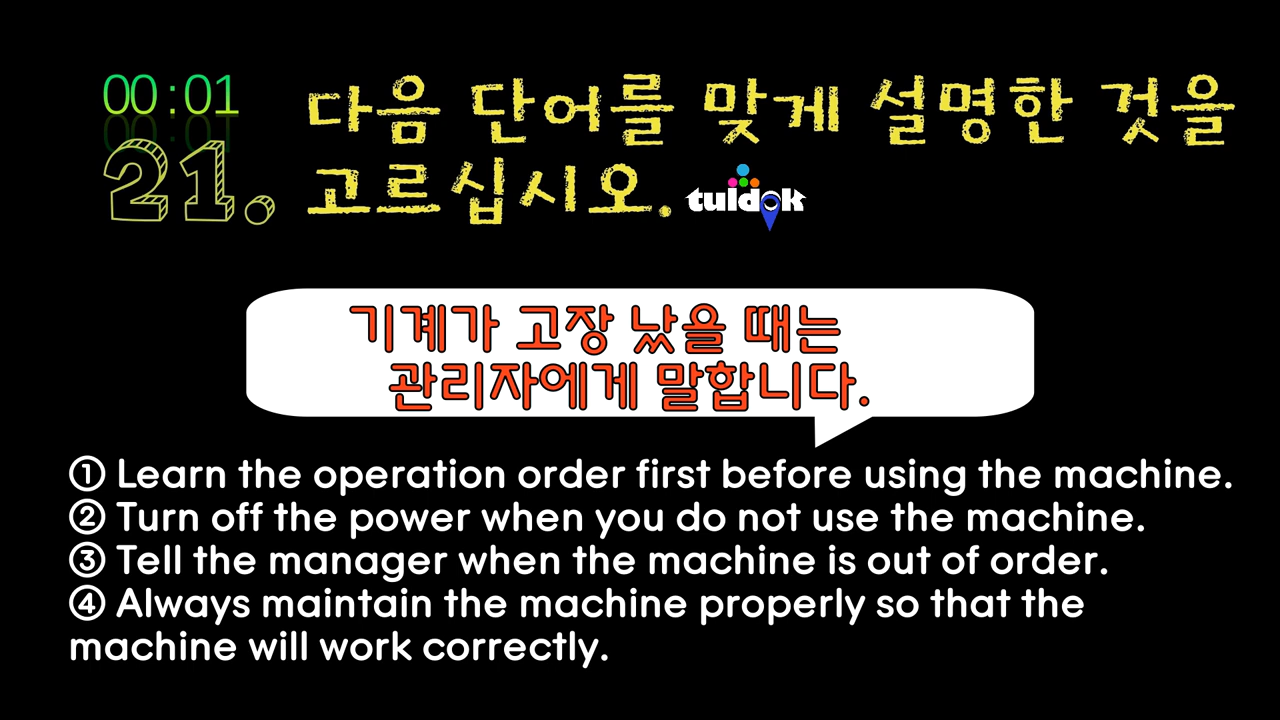 00:01
21.
다음 단어를 맞게 설명한 것을
고르십시오.
tuldok
기계가 고장 났을 때는
관리자에게 말합니다.
① Learn the operation order first before using the machine.
② Turn off the power when you do not use the machine.
③ Tell the manager when the machine is out of order.
④ Always maintain the machine properly so that the
machine will work correctly.